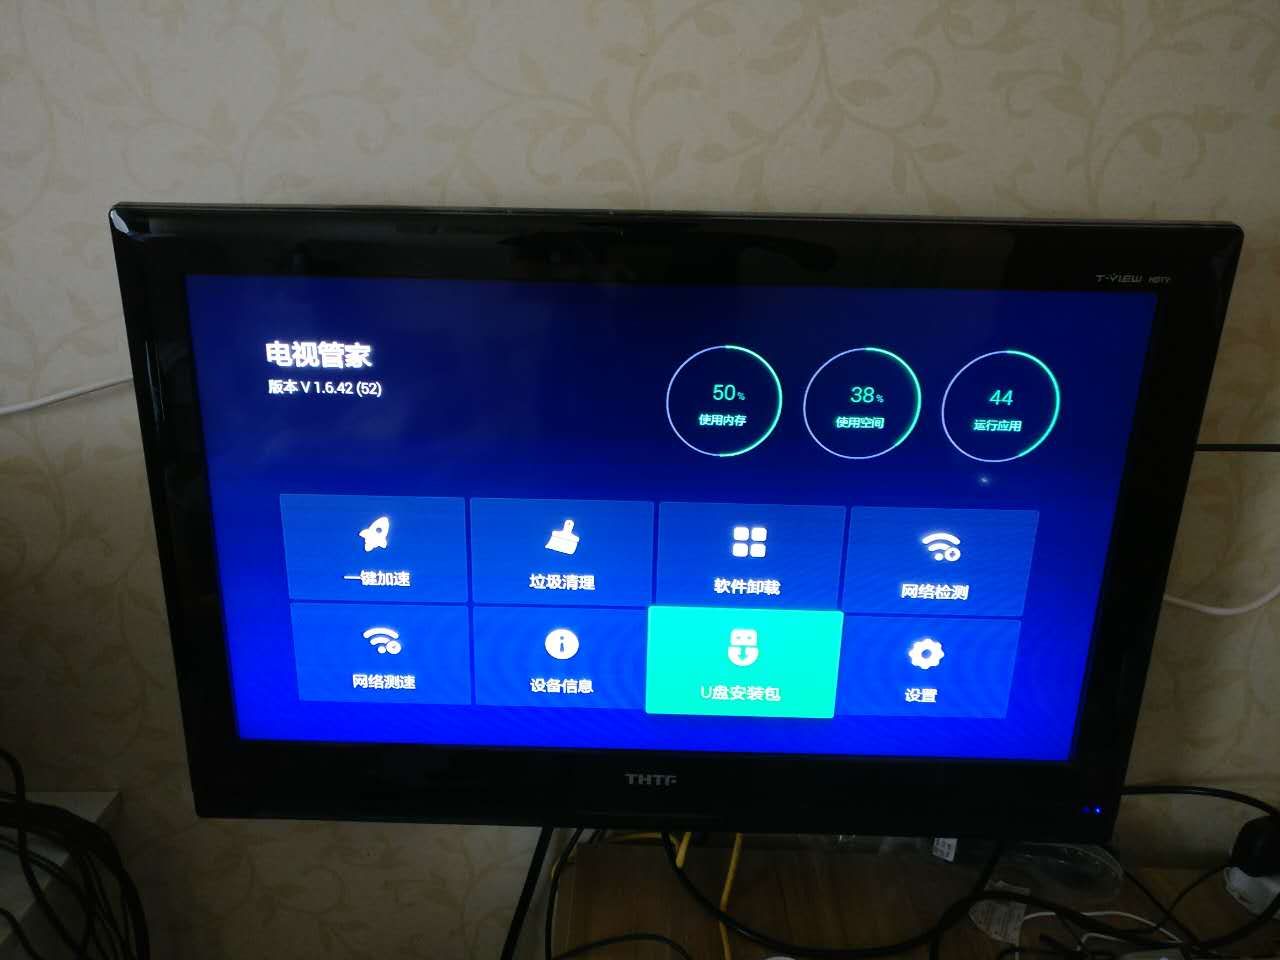 T-VIEW HDTV
电视管家
版本 V 1.6.42 (52)
50%
使用内存
38%
使用空间
44
运行应用
一键加速
垃圾清理
软件卸载
网络检测
网络测速
设备信息
U盘安装包
设置
THTF